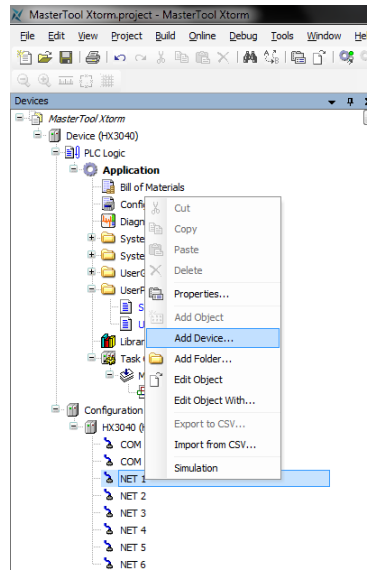 MasterTool Xtorm.project - MasterTool Xtorm
File Edit View Project Build Online Debug Tools Window
Devices
MasterTool Xtorm
Device (HX3040)
PLC Logic
Application
Bill of Materials
Cut
Copy
Paste
Delete
Properties...
Add Object
Add Device...
Add Folder...
Edit Object
Edit Object With...
Export to CSV...
Import from CSV...
Simulation
Configuration
HX3040
COM
COM
NET 1
NET 2
NET 3
NET 4
NET 5
NET 6